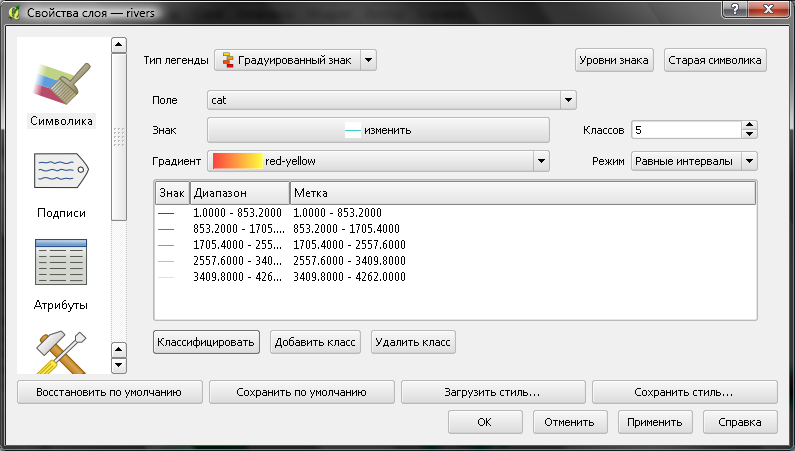 Свойства слоя — rivers
Символика
Подписи
Атрибуты
Тип легенды Градуированный знак Уровни знака Старая символика
Поле cat
Знак изменить Классов 5
Градиент red-yellow Режим Равные интервалы
Знак Диапазон Метка
1.0000 - 853.2000 1.0000 - 853.2000
853.2000 - 1705.... 853.2000 - 1705.4000
1705.4000 - 255... 1705.4000 - 2557.6000
2557.6000 - 340... 2557.6000 - 3409.8000
3409.8000 - 426... 3409.8000 - 4262.0000
Классифицировать Добавить класс Удалить класс
Восстановить по умолчанию Сохранить по умолчанию Загрузить стиль... Сохранить стиль...
OK Отменить Применить Справка